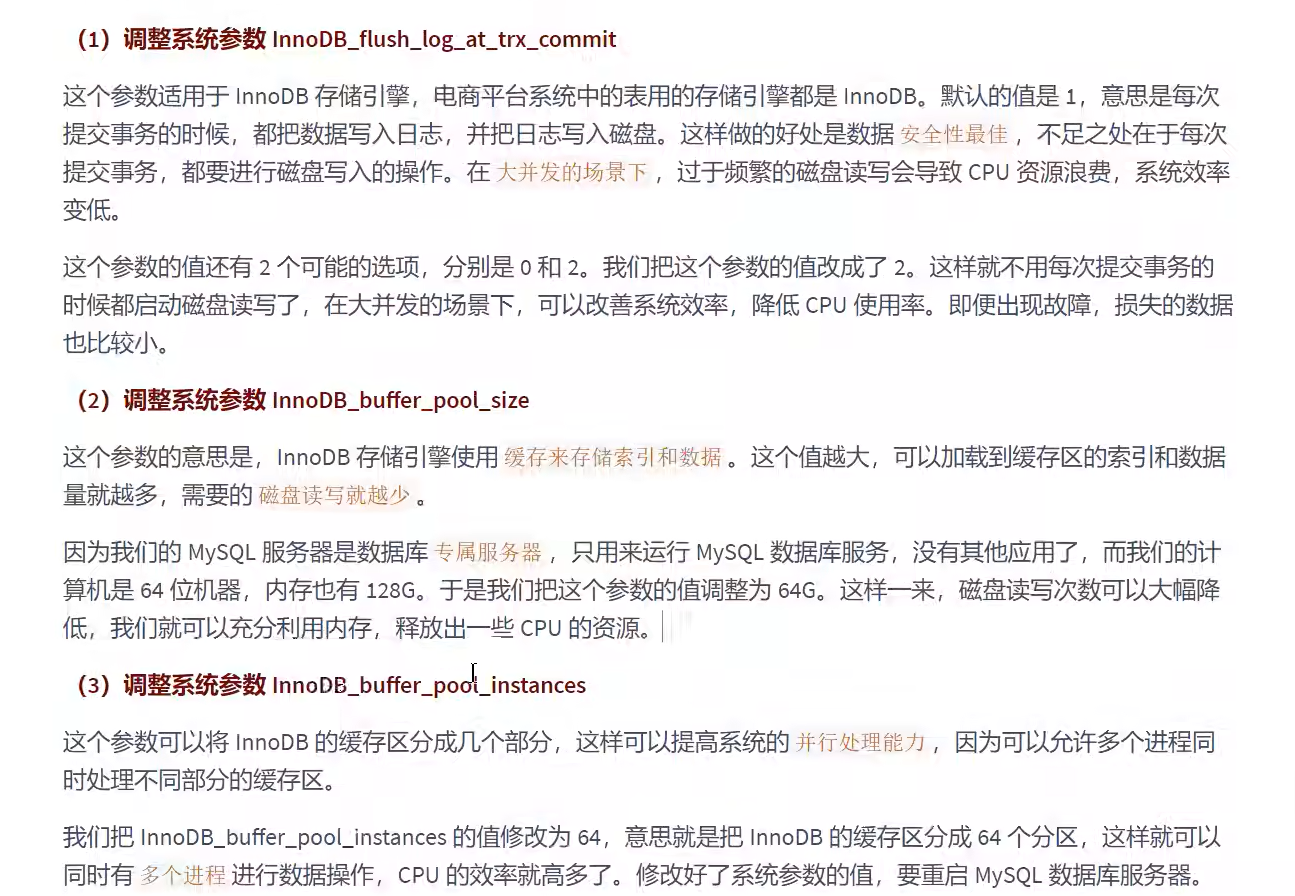 （1）调整系统参数 InnoDB_flush_log_at_trx_commit
这个参数适用于 InnoDB 存储引擎，电商平台系统中的表用的存储引擎都是 InnoDB。默认的值是 1，意思是每次
提交事务的时候，都把数据写入日志，并把日志写入磁盘。这样做的好处是数据 安全性最佳 ，不足之处在于每次
提交事务，都要进行磁盘写入的操作。在 大并发的场景下 ，过于频繁的磁盘读写会导致 CPU 资源浪费，系统效率
变低。
这个参数的值还有 2 个可能的选项，分别是 0 和 2。我们把这个参数的值改成了 2。这样就不用每次提交事务的
时候都启动磁盘读写了，在大并发的场景下，可以改善系统效率，降低 CPU 使用率。即便出现故障，损失的数据
也比较小。
（2）调整系统参数 InnoDB_buffer_pool_size
这个参数的意思是，InnoDB 存储引擎使用 缓存来存储索引和数据 。这个值越大，可以加载到缓存区的索引和数据
量就越多，需要的 磁盘读写就越少 。
因为我们的 MySQL 服务器是数据库 专属服务器 ，只用来运行 MySQL 数据库服务，没有其他应用了，而我们的计
算机是 64 位机器，内存也有 128G。于是我们把这个参数的值调整为 64G。这样一来，磁盘读写次数可以大幅降
低，我们就可以充分利用内存，释放出一些 CPU 的资源。
（3）调整系统参数 InnoDB_buffer_pool_instances
这个参数可以将 InnoDB 的缓存区分成几个部分，这样可以提高系统的 并行处理能力 ，因为可以允许多个进程同
时处理不同部分的缓存区。
我们把 InnoDB_buffer_pool_instances 的值修改为 64，意思就是把 InnoDB 的缓存区分成 64 个分区，这样就可以
同时有 多个进程 进行数据操作，CPU 的效率就高多了。修改好了系统参数的值，要重启 MySQL 数据库服务器。